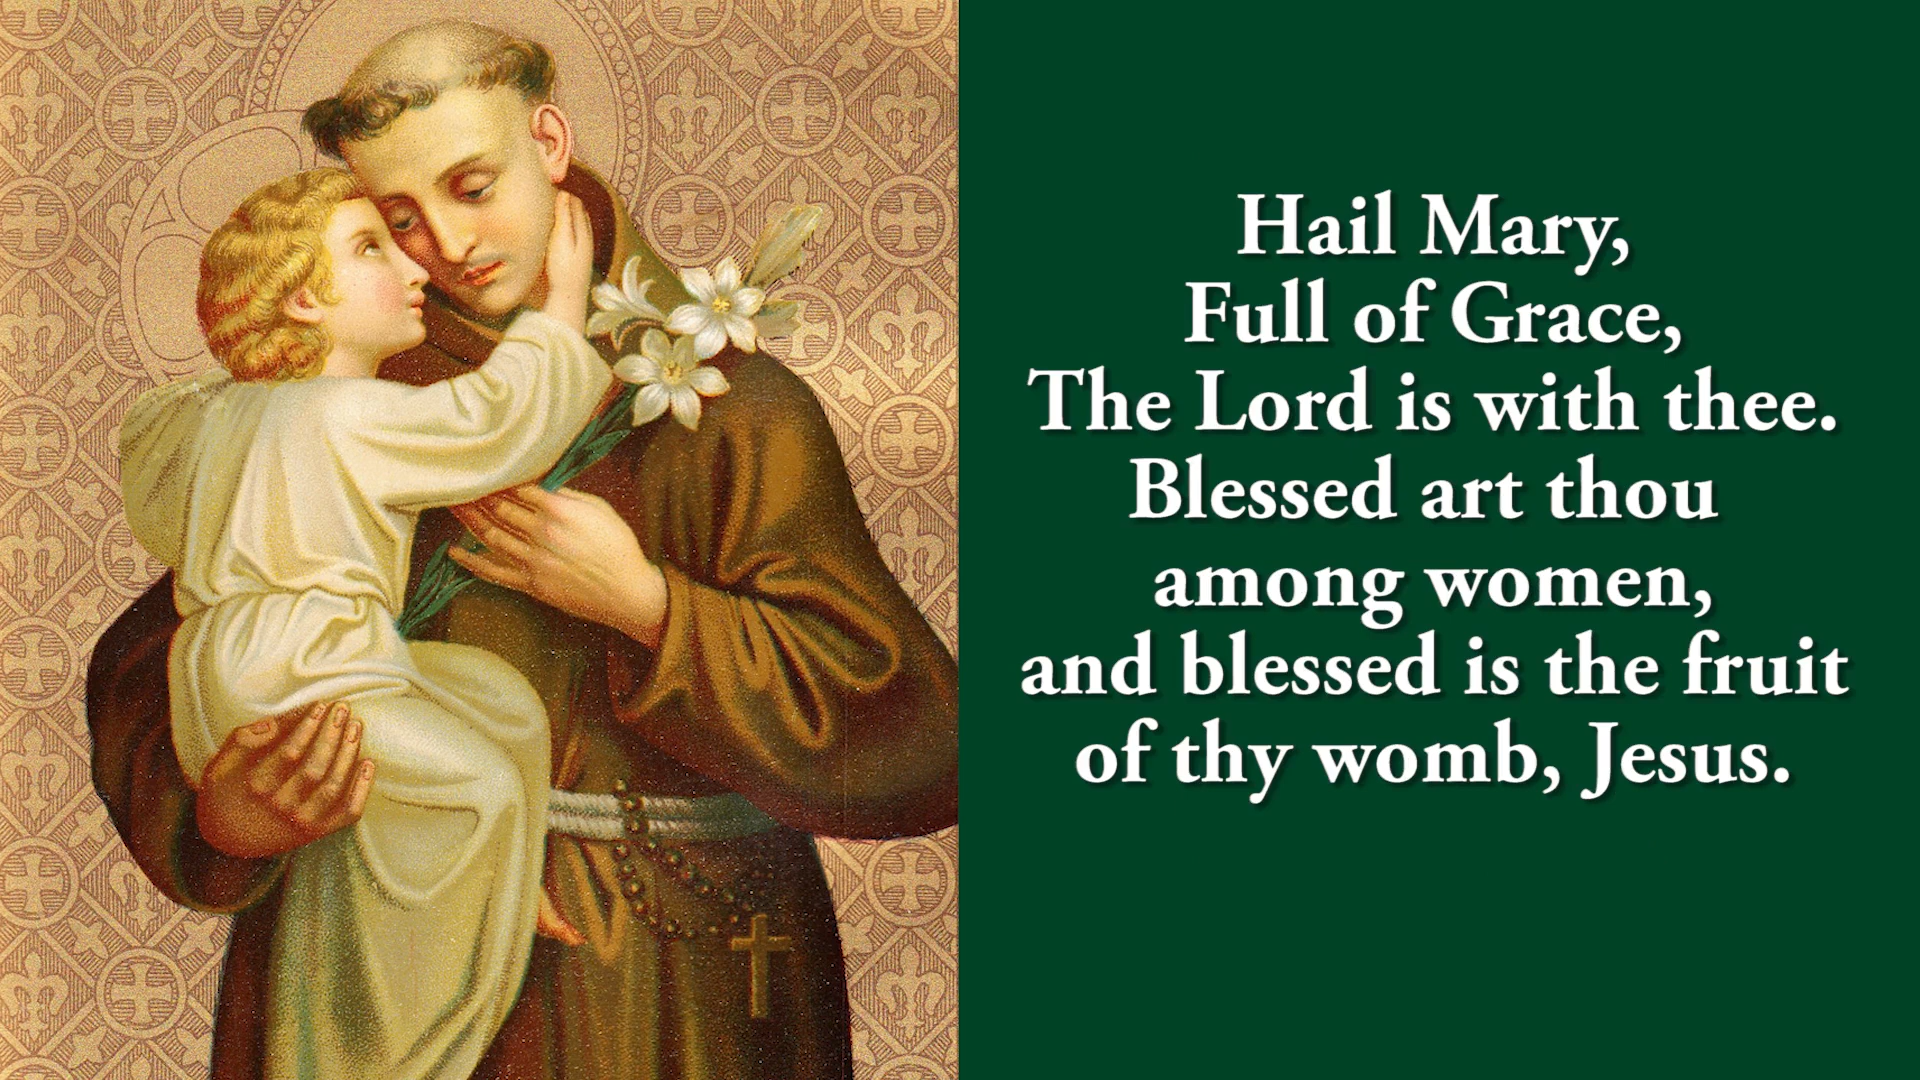 Hail Mary,
Full of Grace,
The Lord is with thee.
Blessed art thou
among women,
and blessed is the fruit
of thy womb, Jesus.